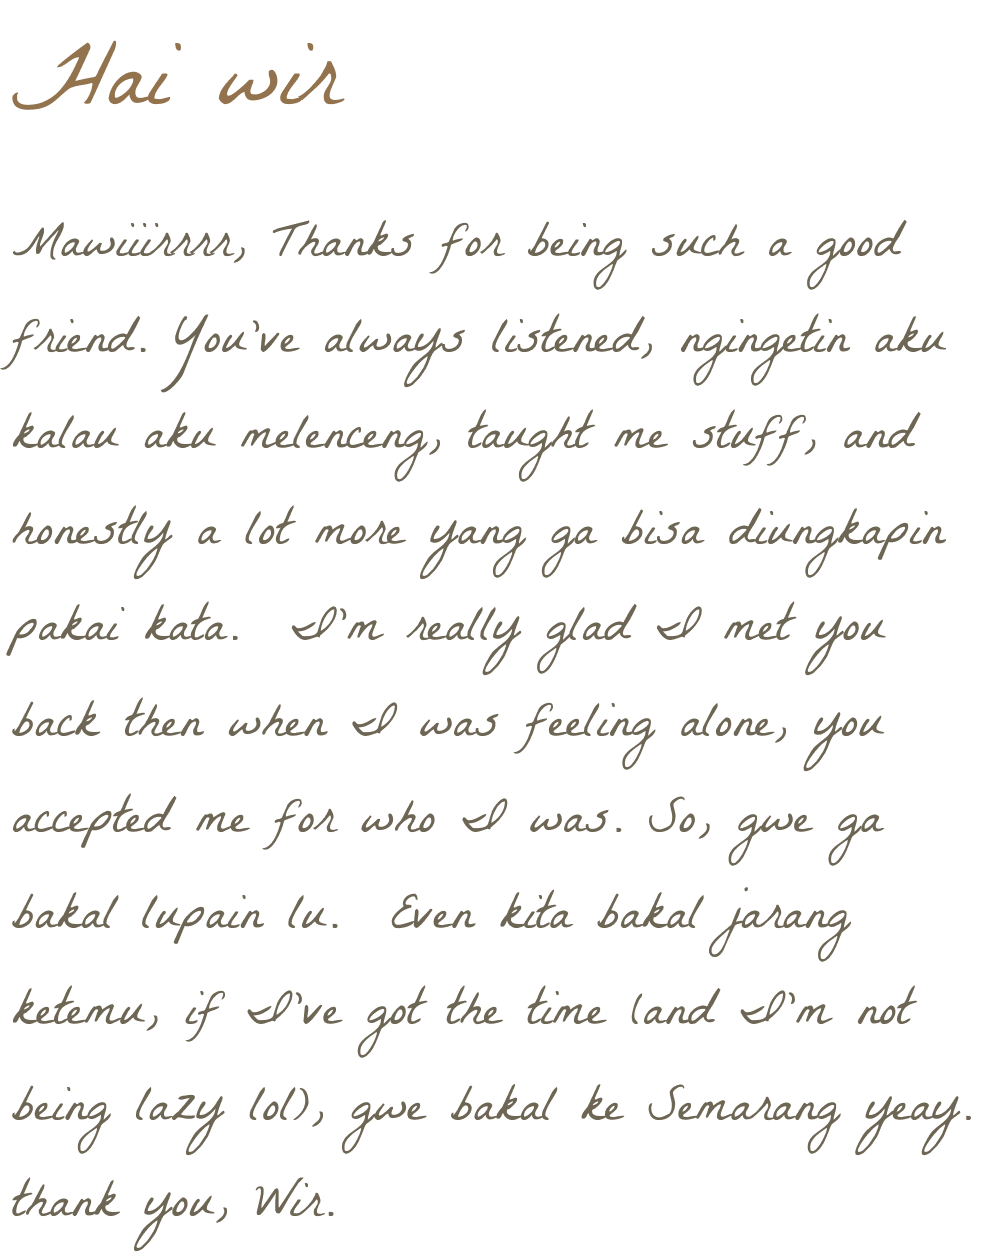 Hai wir
Mawiiirrrr, Thanks for being such a good
friend. You've always listened, ngingetin aku
kalau aku melenceng, taught me stuff, and
honestly a lot more yang ga bisa diungkapin
pakai kata.  I'm really glad I met you
back then when I was feeling alone, you
accepted me for who I was. So, gwe ga
bakal lupain lu.  Even kita bakal jarang
ketemu, if I've got the time (and I'm not
being lazy lol), gwe bakal ke Semarang yeay.
thank you, Wir.